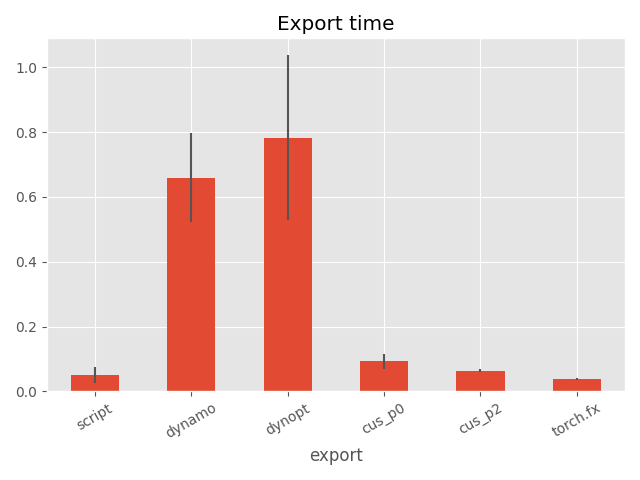 Export time
1.0
0.8
0.6
0.4
0.2
0.0
script
dynamo
dynopt
cus_p0
cus_p2
torch.fx
export